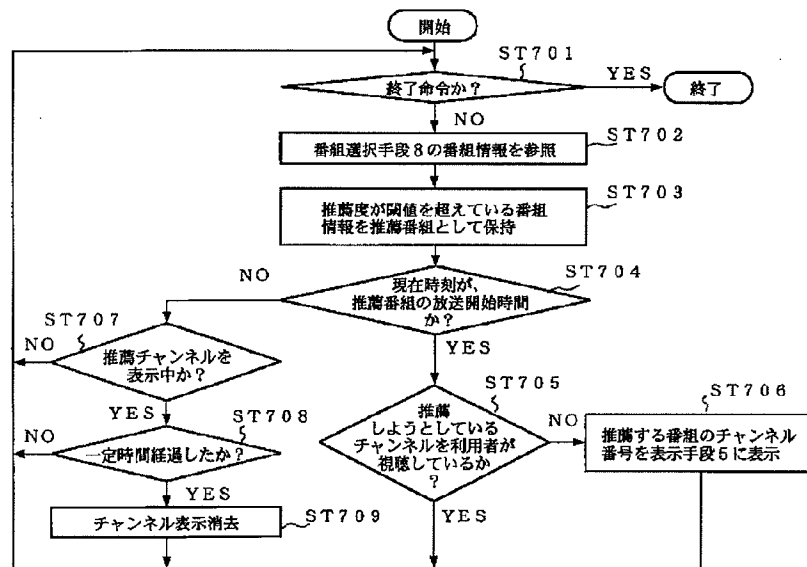 開始
ST701
終了命令か?
YES
終了
NO
ST702
番組選択手段8の番組情報を参照
ST703
推薦度が閾値を超えている番組
情報を推薦番組として保持
ST704
NO
現在時刻が、
推薦番組の放送開始時間
か?
YES
ST707
NO
推薦チャンネルを
表示中か?
YES
ST705
推薦
しようとしている
チャンネルを利用者が
視聴しているか
?
NO
YES
ST706
推薦する番組のチャンネル
番号を表示手段5に表示
ST708
NO
一定時間経過したか?
YES
ST709
チャンネル表示消去